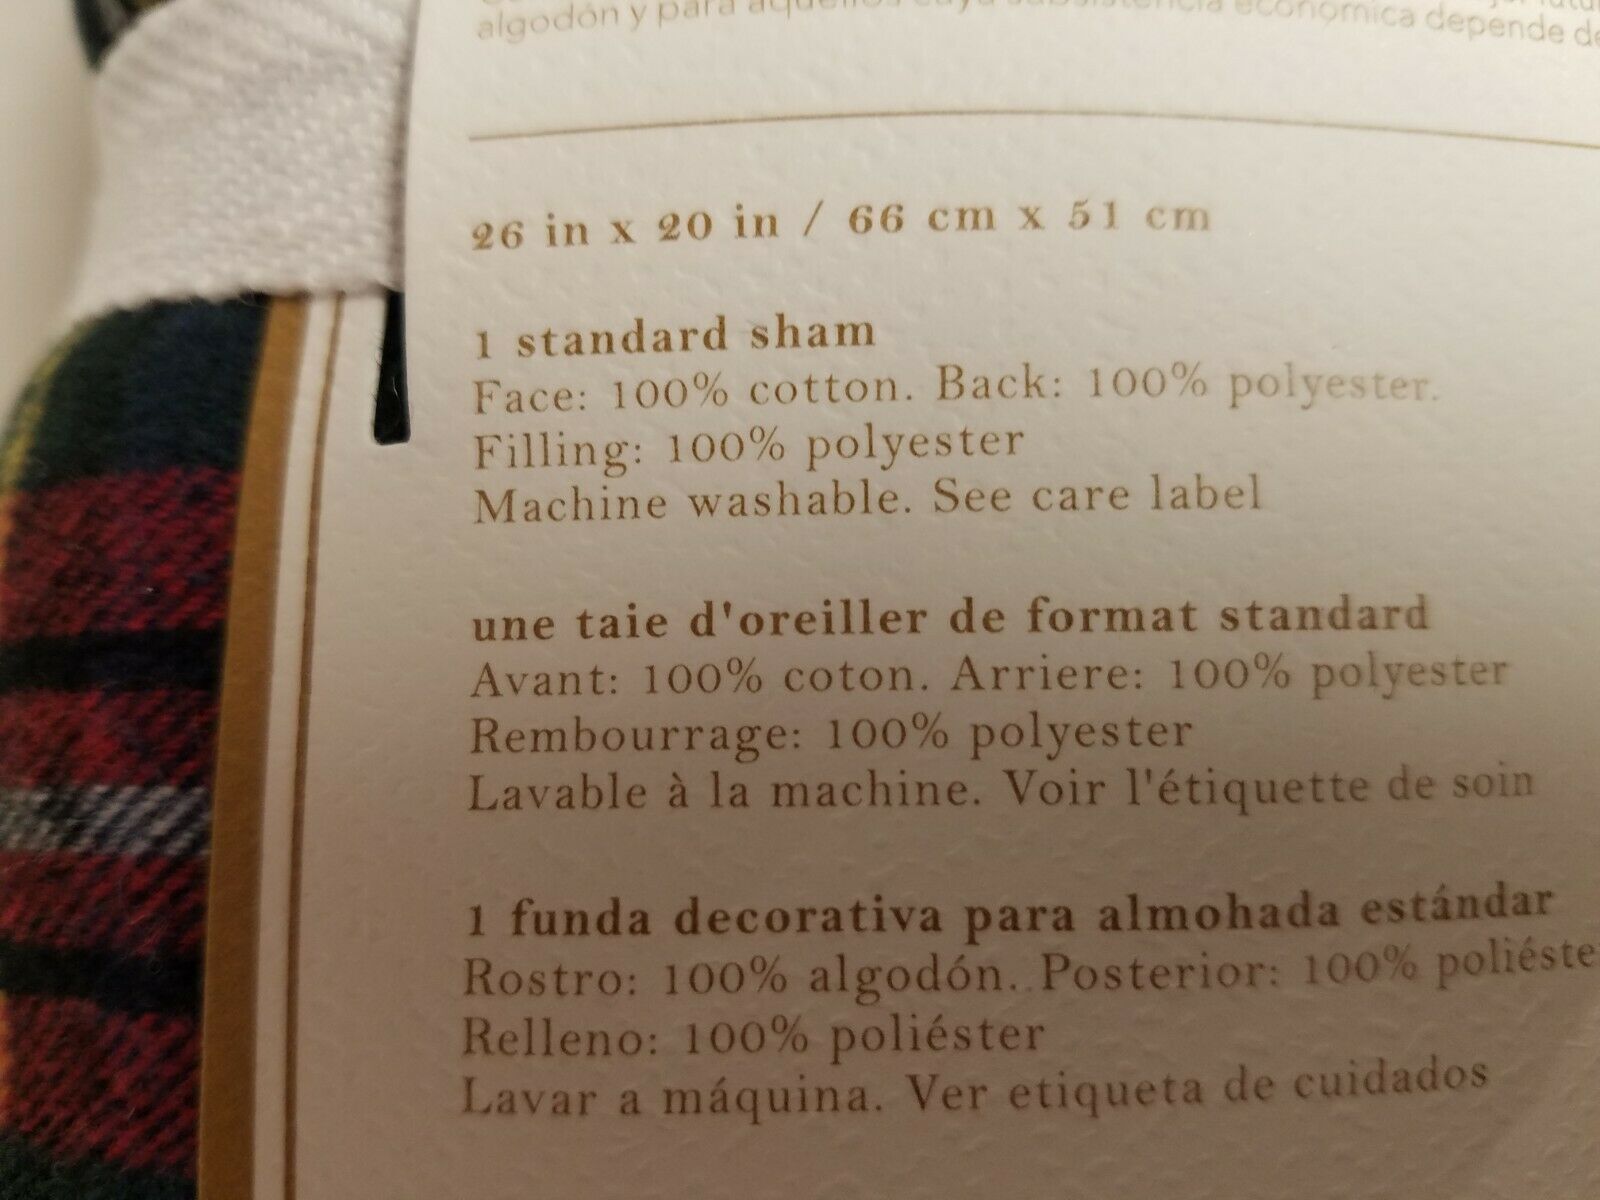 algodón y para aquellos cuya subsistencia económica depende de
26 in x 20 in / 66 cm x 51 cm
1 standard sham
Face: 100% cotton. Back: 100% polyester.
Filling: 100% polyester
Machine washable. See care label
une taie d'oreiller de format standard
Avant: 100% coton. Arriere: 100% polyester
Rembourrage: 100% polyester
Lavable à la machine. Voir l'étiquette de soin
1 funda decorativa para almohada estándar
Rostro: 100% algodón. Posterior: 100% poliéste
Relleno: 100% poliéster
Lavar a máquina. Ver etiqueta de cuidados